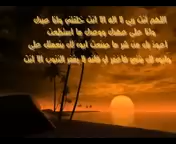 اللهم انت ربي لا اله الا انت خلقتني وانا عبدك
وانا على عهدك ووعدك ما استطعت
اعوذ بك من شر ما صنعت ابوء لك بنعمتك علي
وابوء لك بذنبي فاغفر لي فانه لا يغفر الذنوب الا انت